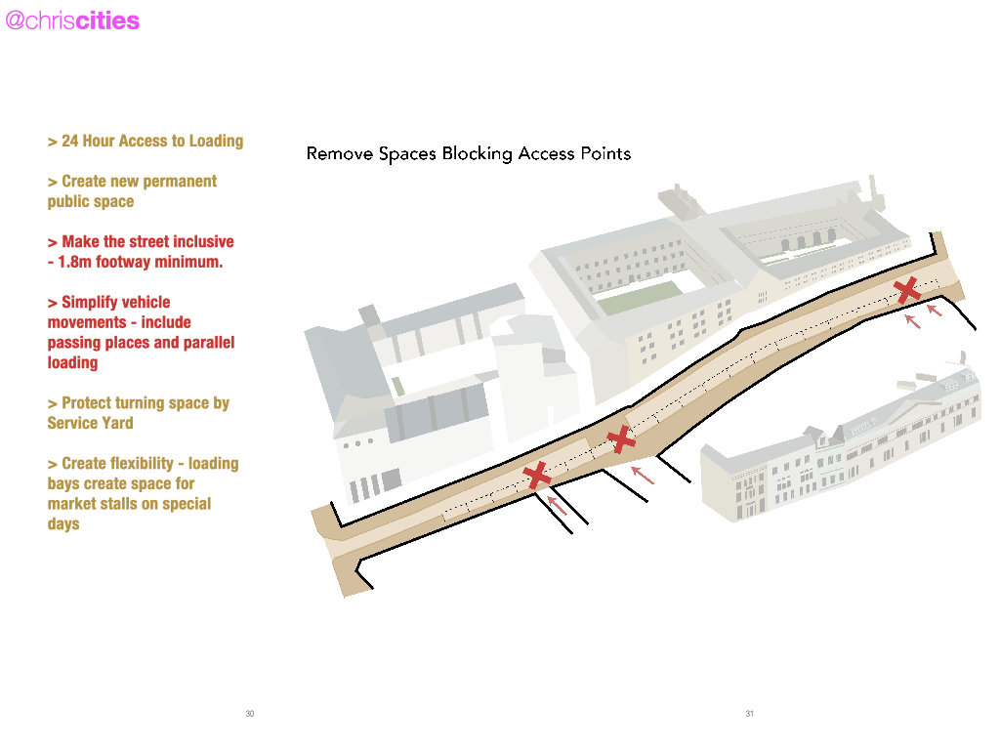 @chriscities
> 24 Hour Access to Loading
> Create new permanent
public space
> Make the street inclusive
- 1.8m footway minimum.
> Simplify vehicle
movements - include
passing places and parallel
loading
> Protect turning space by
Service Yard
> Create flexibility - loading
bays create space for
market stalls on special
days
Remove Spaces Blocking Access Points
30
31